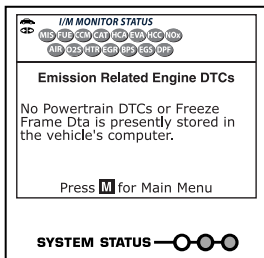 I/M MONITOR STATUS
MIS FUE CCM CAT HCA EVA HCC NOx
AIR O2S HTR EGR BPS EGS DPF
Emission Related Engine DTCs
No Powertrain DTCs or Freeze
Frame Dta is presently stored in
the vehicle's computer.
Press M for Main Menu
SYSTEM STATUS